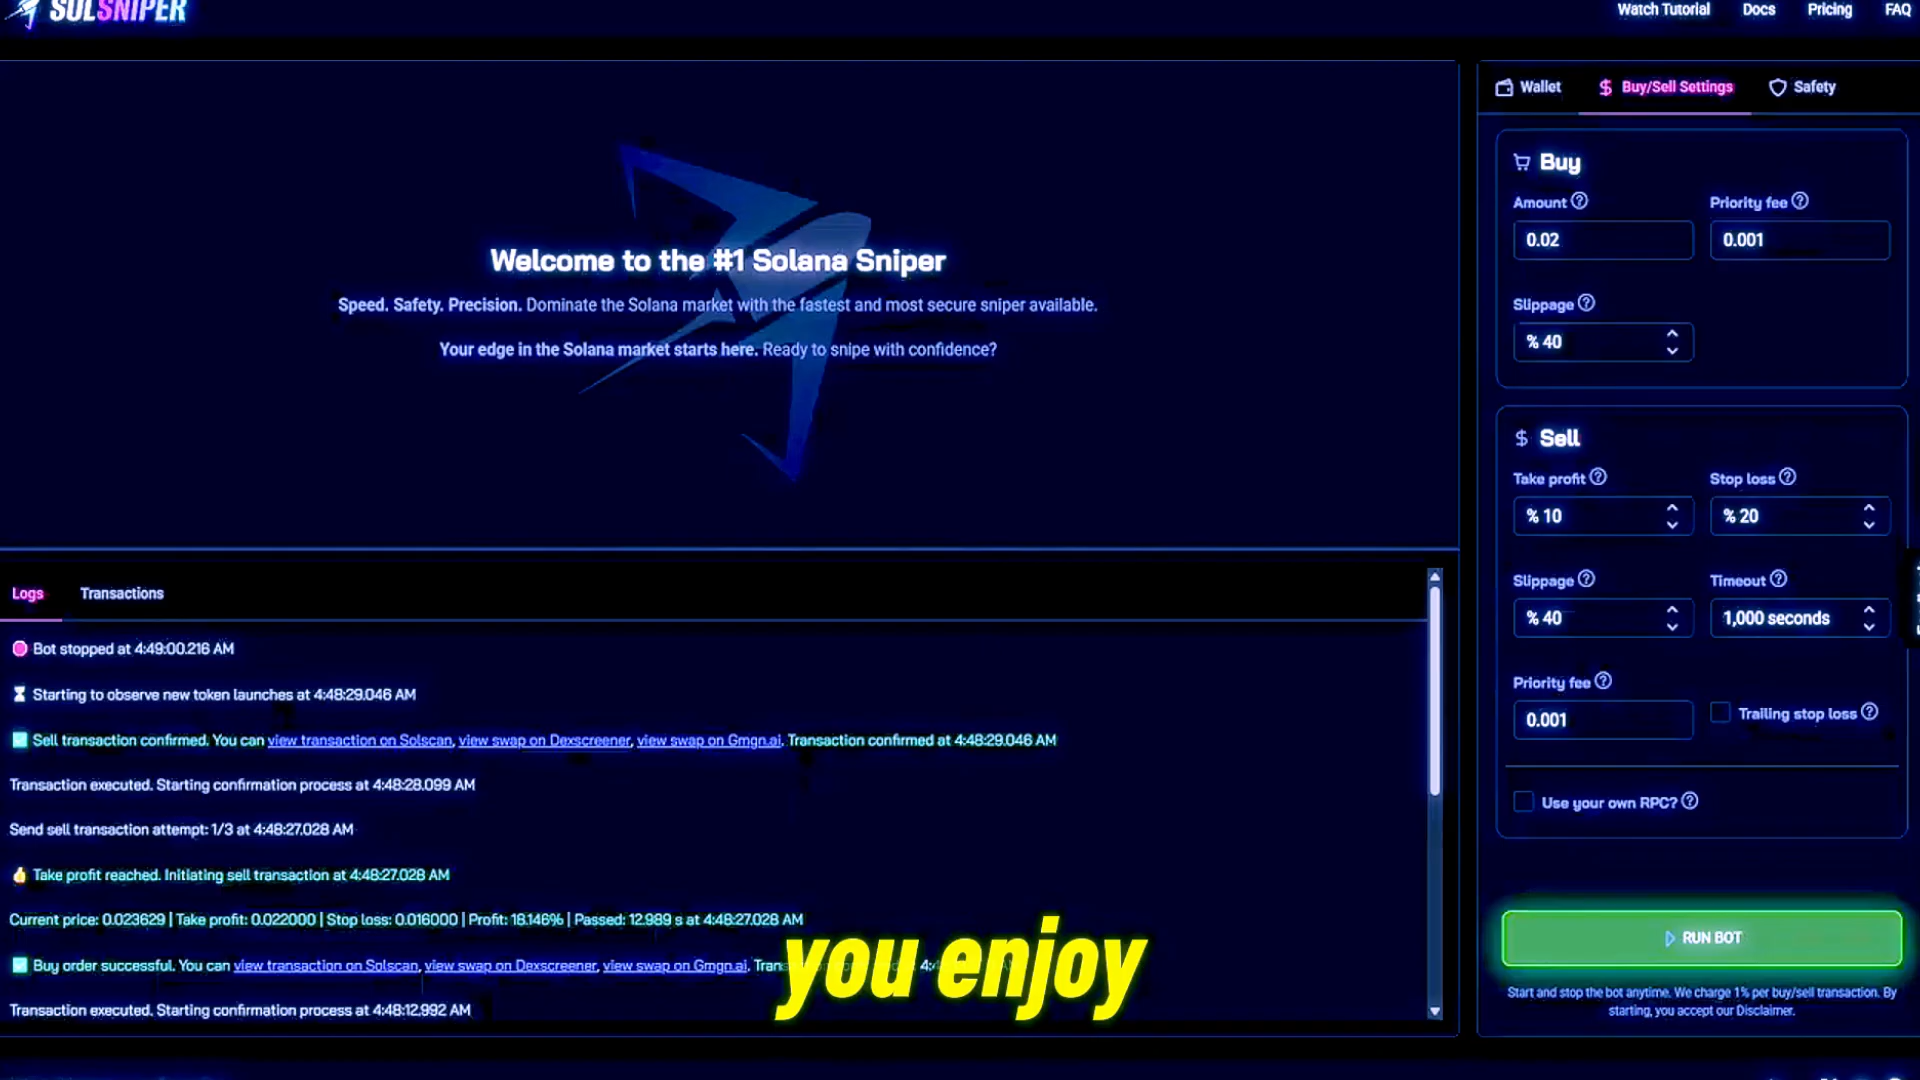 SOLSNIPER
Watch Tutorial Docs Pricing FAQ
Wallet Buy/Sell Settings Safety
Welcome to the #1 Solana Sniper
Speed. Safety. Precision. Dominate the Solana market with the fastest and most secure sniper available.
Your edge in the Solana market starts here. Ready to snipe with confidence?
Buy
Amount Priority fee
0.02 0.001
Slippage
% 40
Sell
Take profit Stop loss
% 10 % 20
Slippage Timeout
% 40 1,000 seconds
Priority fee
0.001 Trailing stop loss
Use your own RPC?
RUN BOT
Start and stop the bot anytime. We charge 1% per buy/sell transaction. By
starting, you accept our Disclaimer.
Logs Transactions
Bot stopped at 4:49:00.216 AM
Starting to observe new token launches at 4:48:29.046 AM
Sell transaction confirmed. You can view transaction on Solscan, view swap on Dexscreener, view swap on Gmgn.ai. Transaction confirmed at 4:48:29.046 AM
Transaction executed. Starting confirmation process at 4:48:28.099 AM
Send sell transaction attempt: 1/3 at 4:48:27.028 AM
Take profit reached. Initiating sell transaction at 4:48:27.028 AM
Current price: 0.023629 | Take profit: 0.022000 | Stop loss: 0.016000 | Profit: 18.146% | Passed: 12.989 s at 4:48:27.028 AM
Buy order successful. You can view transaction on Solscan, view swap on Dexscreener, view swap on Gmgn.ai.
Transaction executed. Starting confirmation process at 4:48:12.992 AM
you enjoy